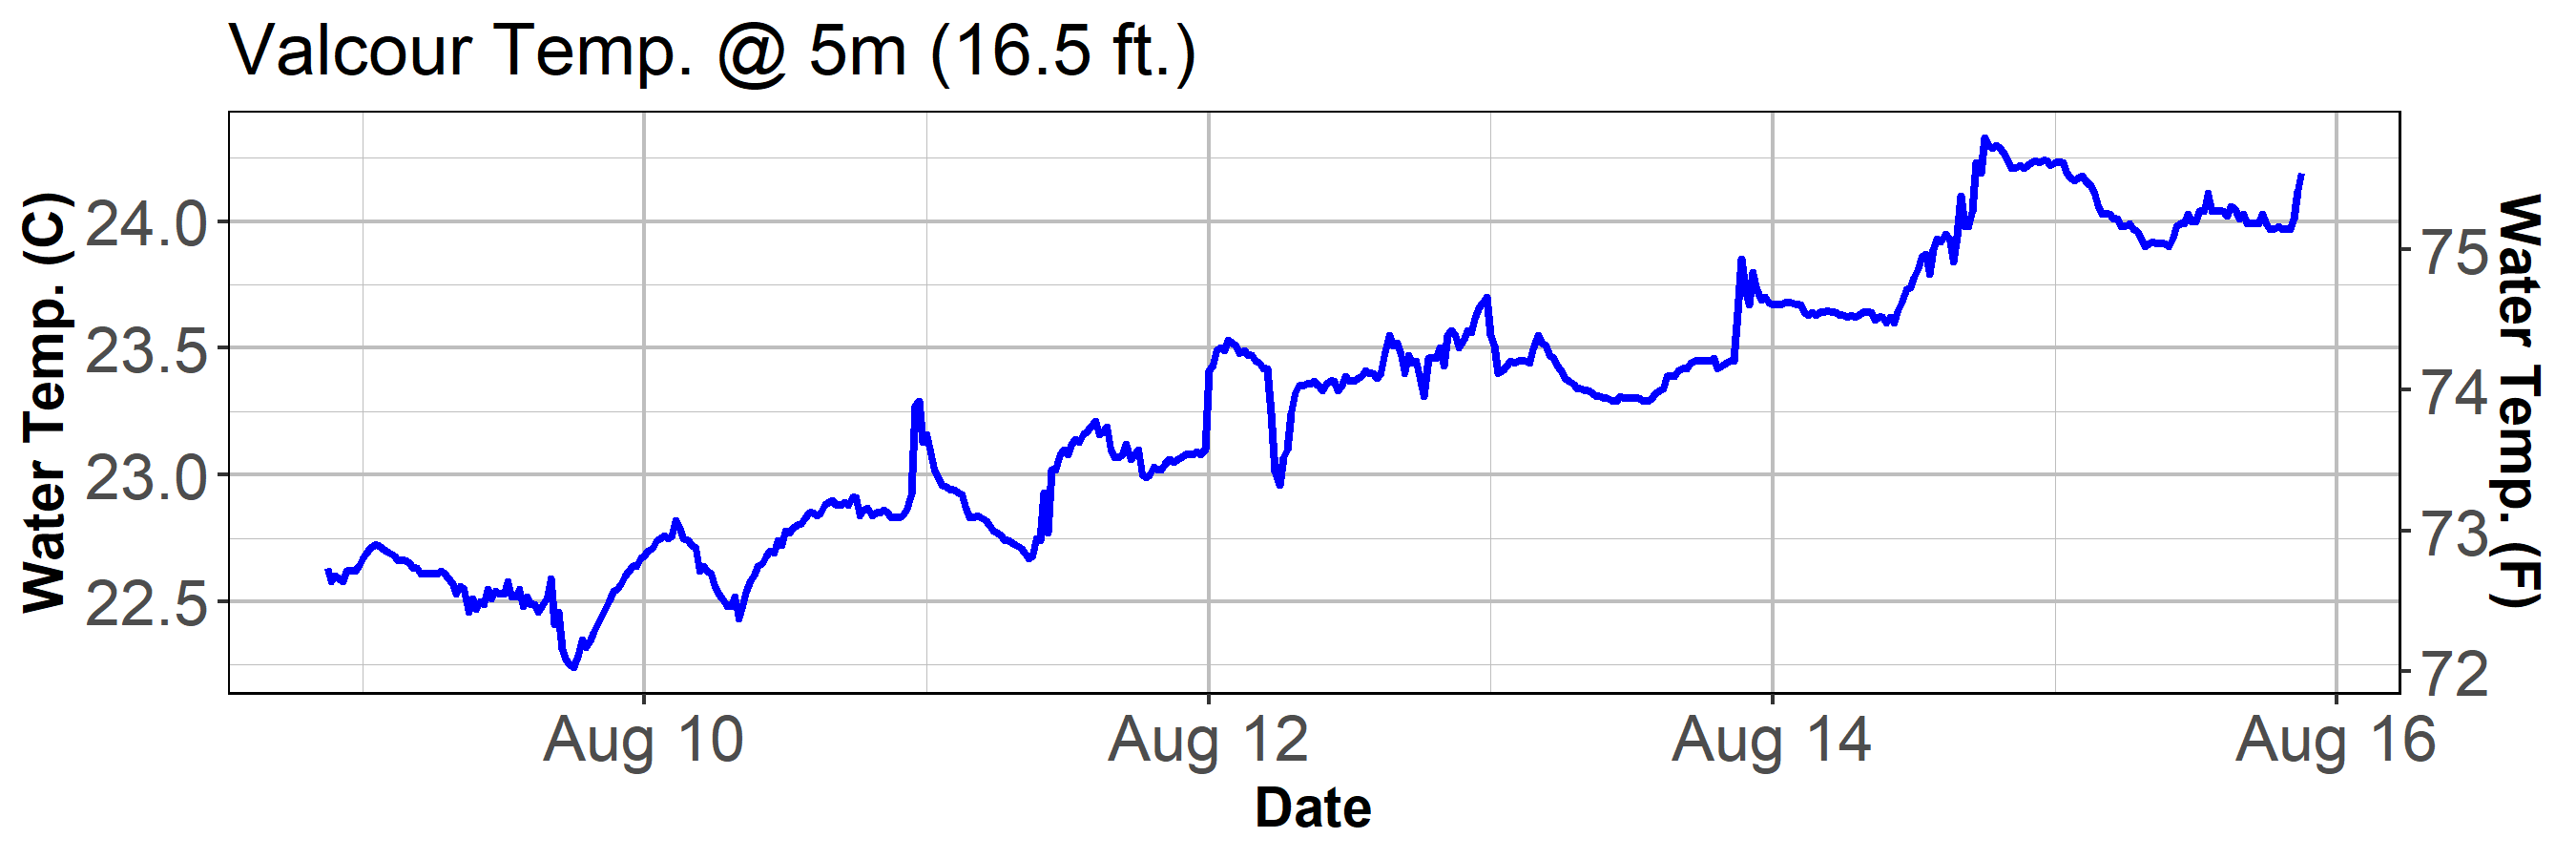 Valcour Temp. @ 5m (16.5 ft.)
Water Temp. (C)
24.0
23.5
23.0
22.5
75
74
73
72
Water Temp. (F)
Aug 10 Aug 12 Aug 14 Aug 16
Date